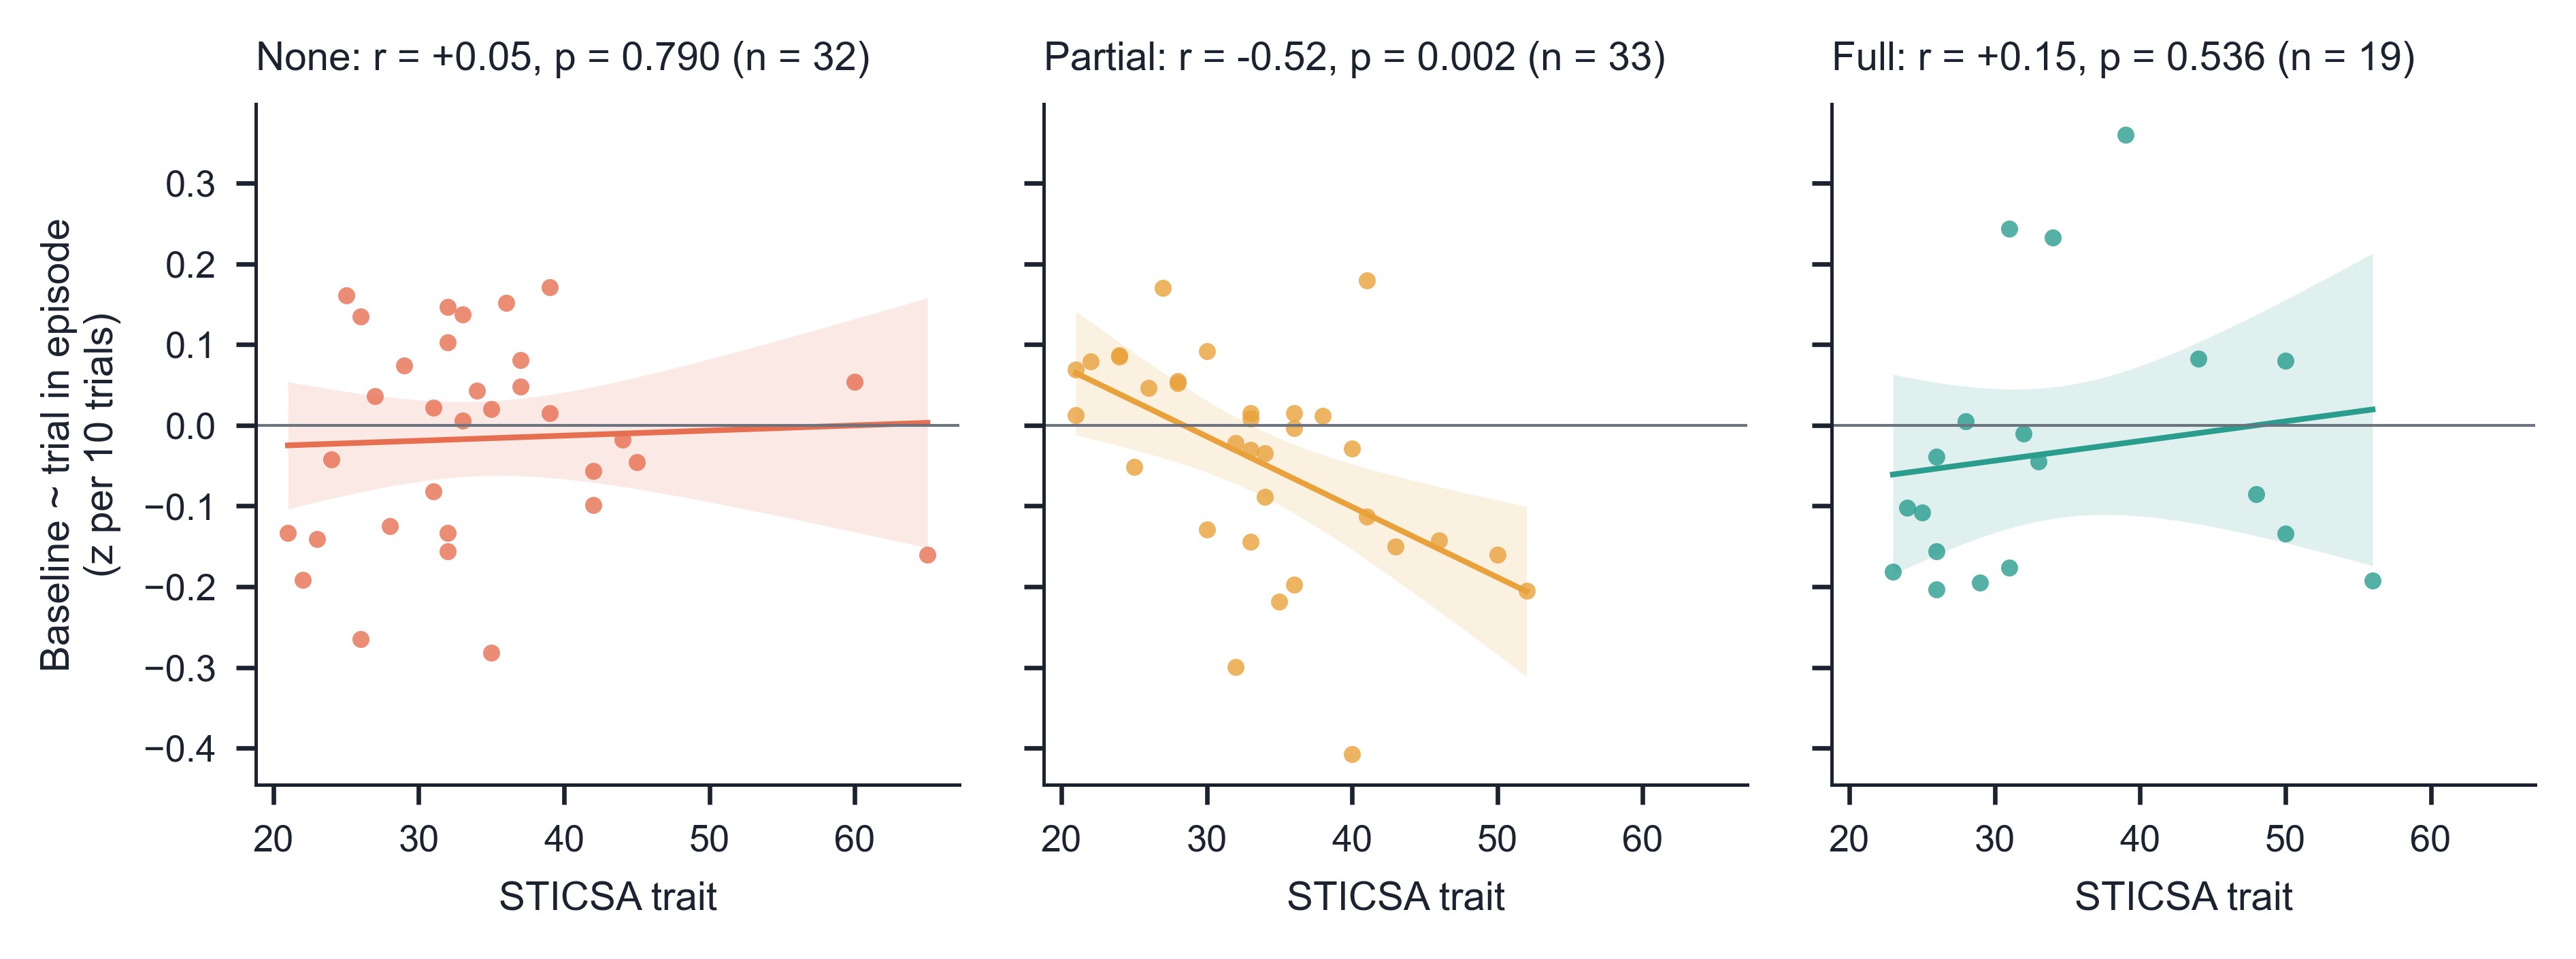 None: r = +0.05, p = 0.790 (n = 32)
Partial: r = -0.52, p = 0.002 (n = 33)
Full: r = +0.15, p = 0.536 (n = 19)
Baseline ~ trial in episode
(z per 10 trials)
0.3
0.2
0.1
0.0
−0.1
−0.2
−0.3
−0.4
20 30 40 50 60
20 30 40 50 60
20 30 40 50 60
STICSA trait
STICSA trait
STICSA trait